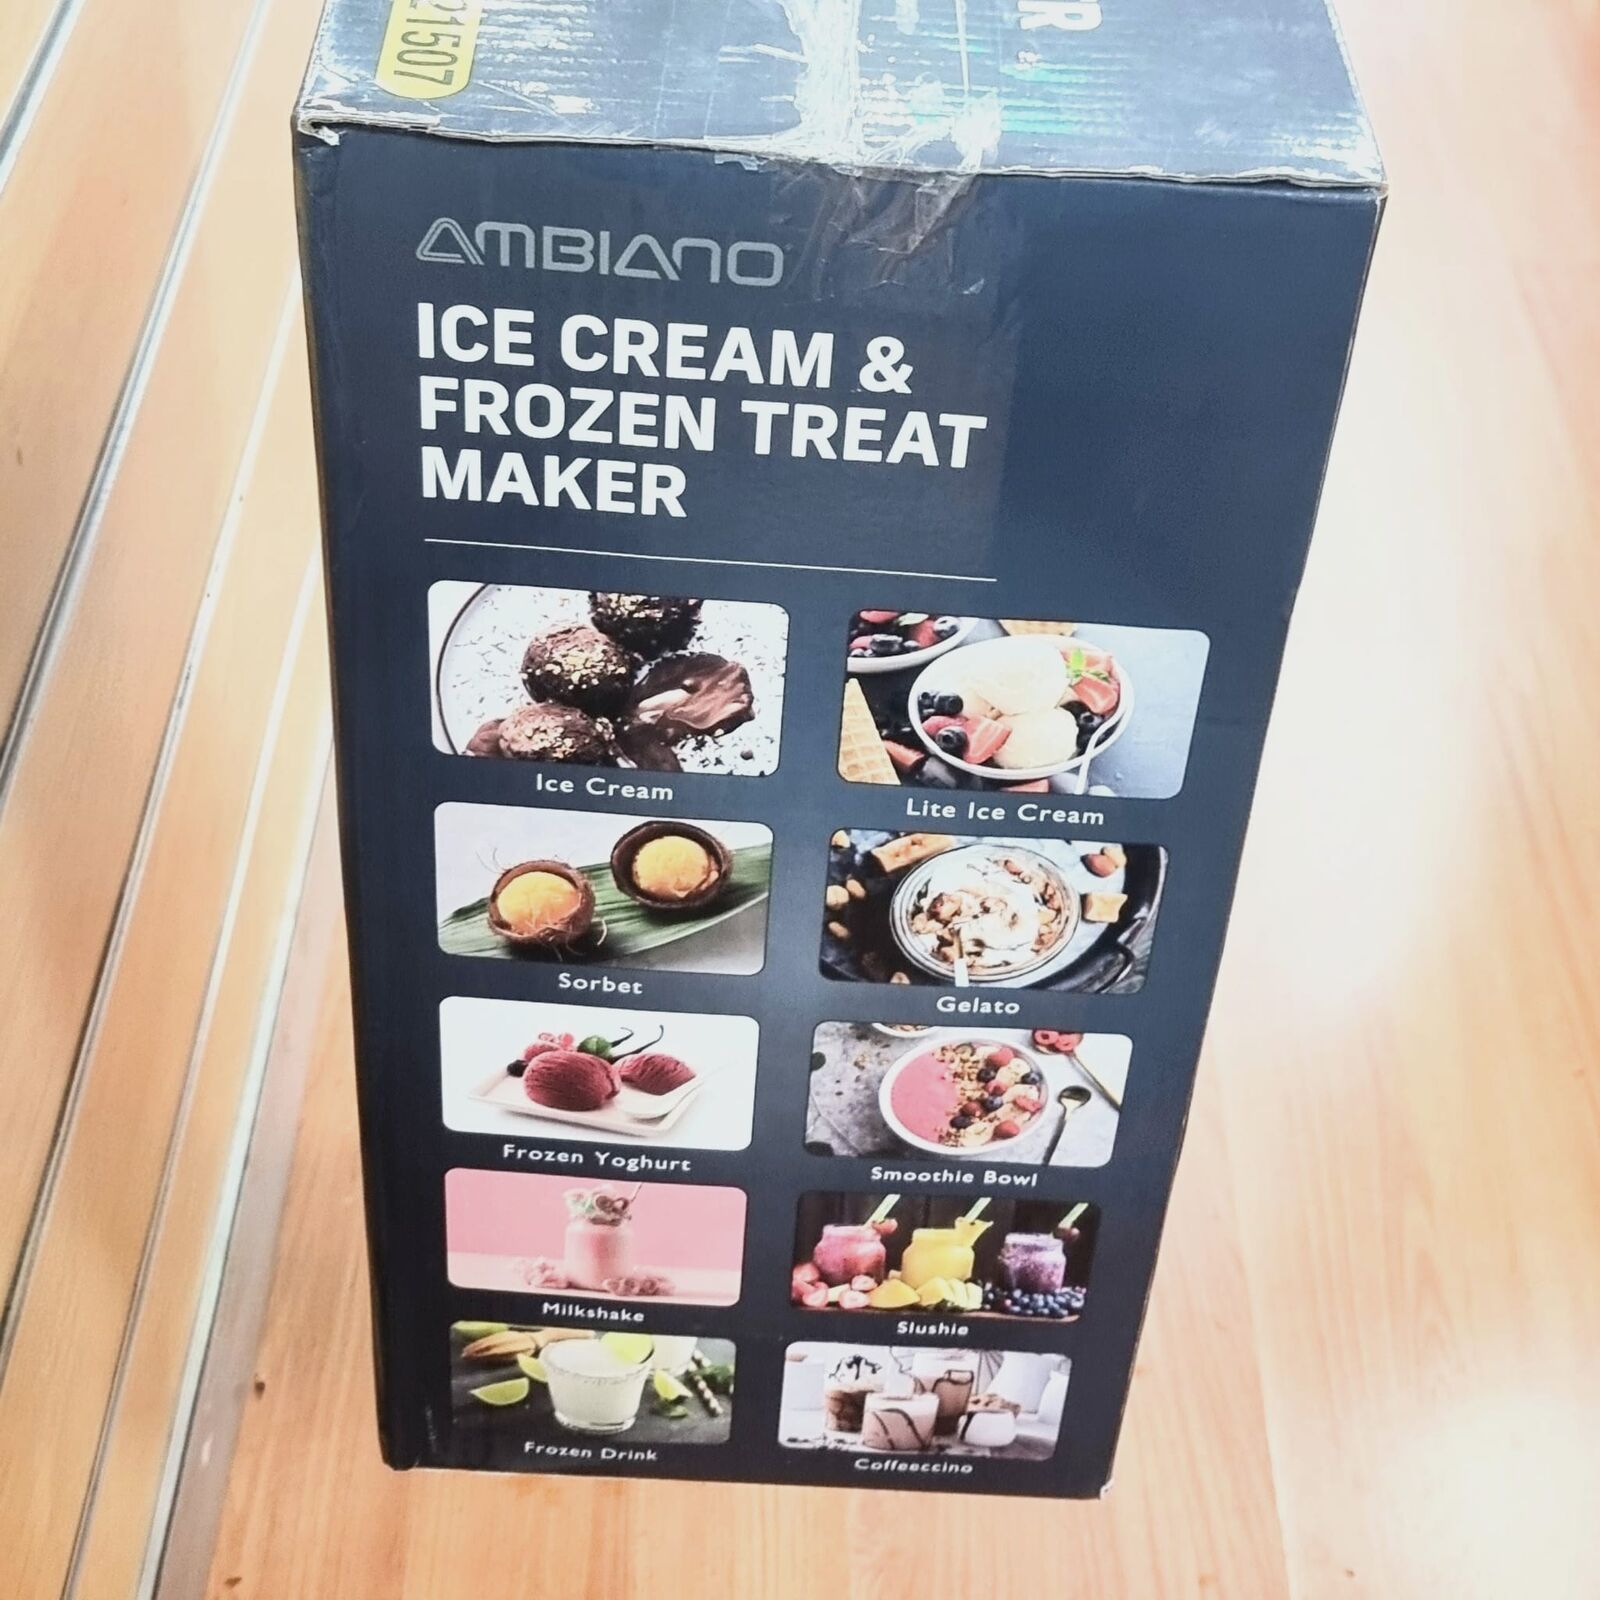 21507
AMBIANO
ICE CREAM &
FROZEN TREAT
MAKER
Ice Cream
Lite Ice Cream
Sorbet
Gelato
Frozen Yoghurt
Smoothie Bowl
Milkshake
Slushie
Frozen Drink
Coffeeccino